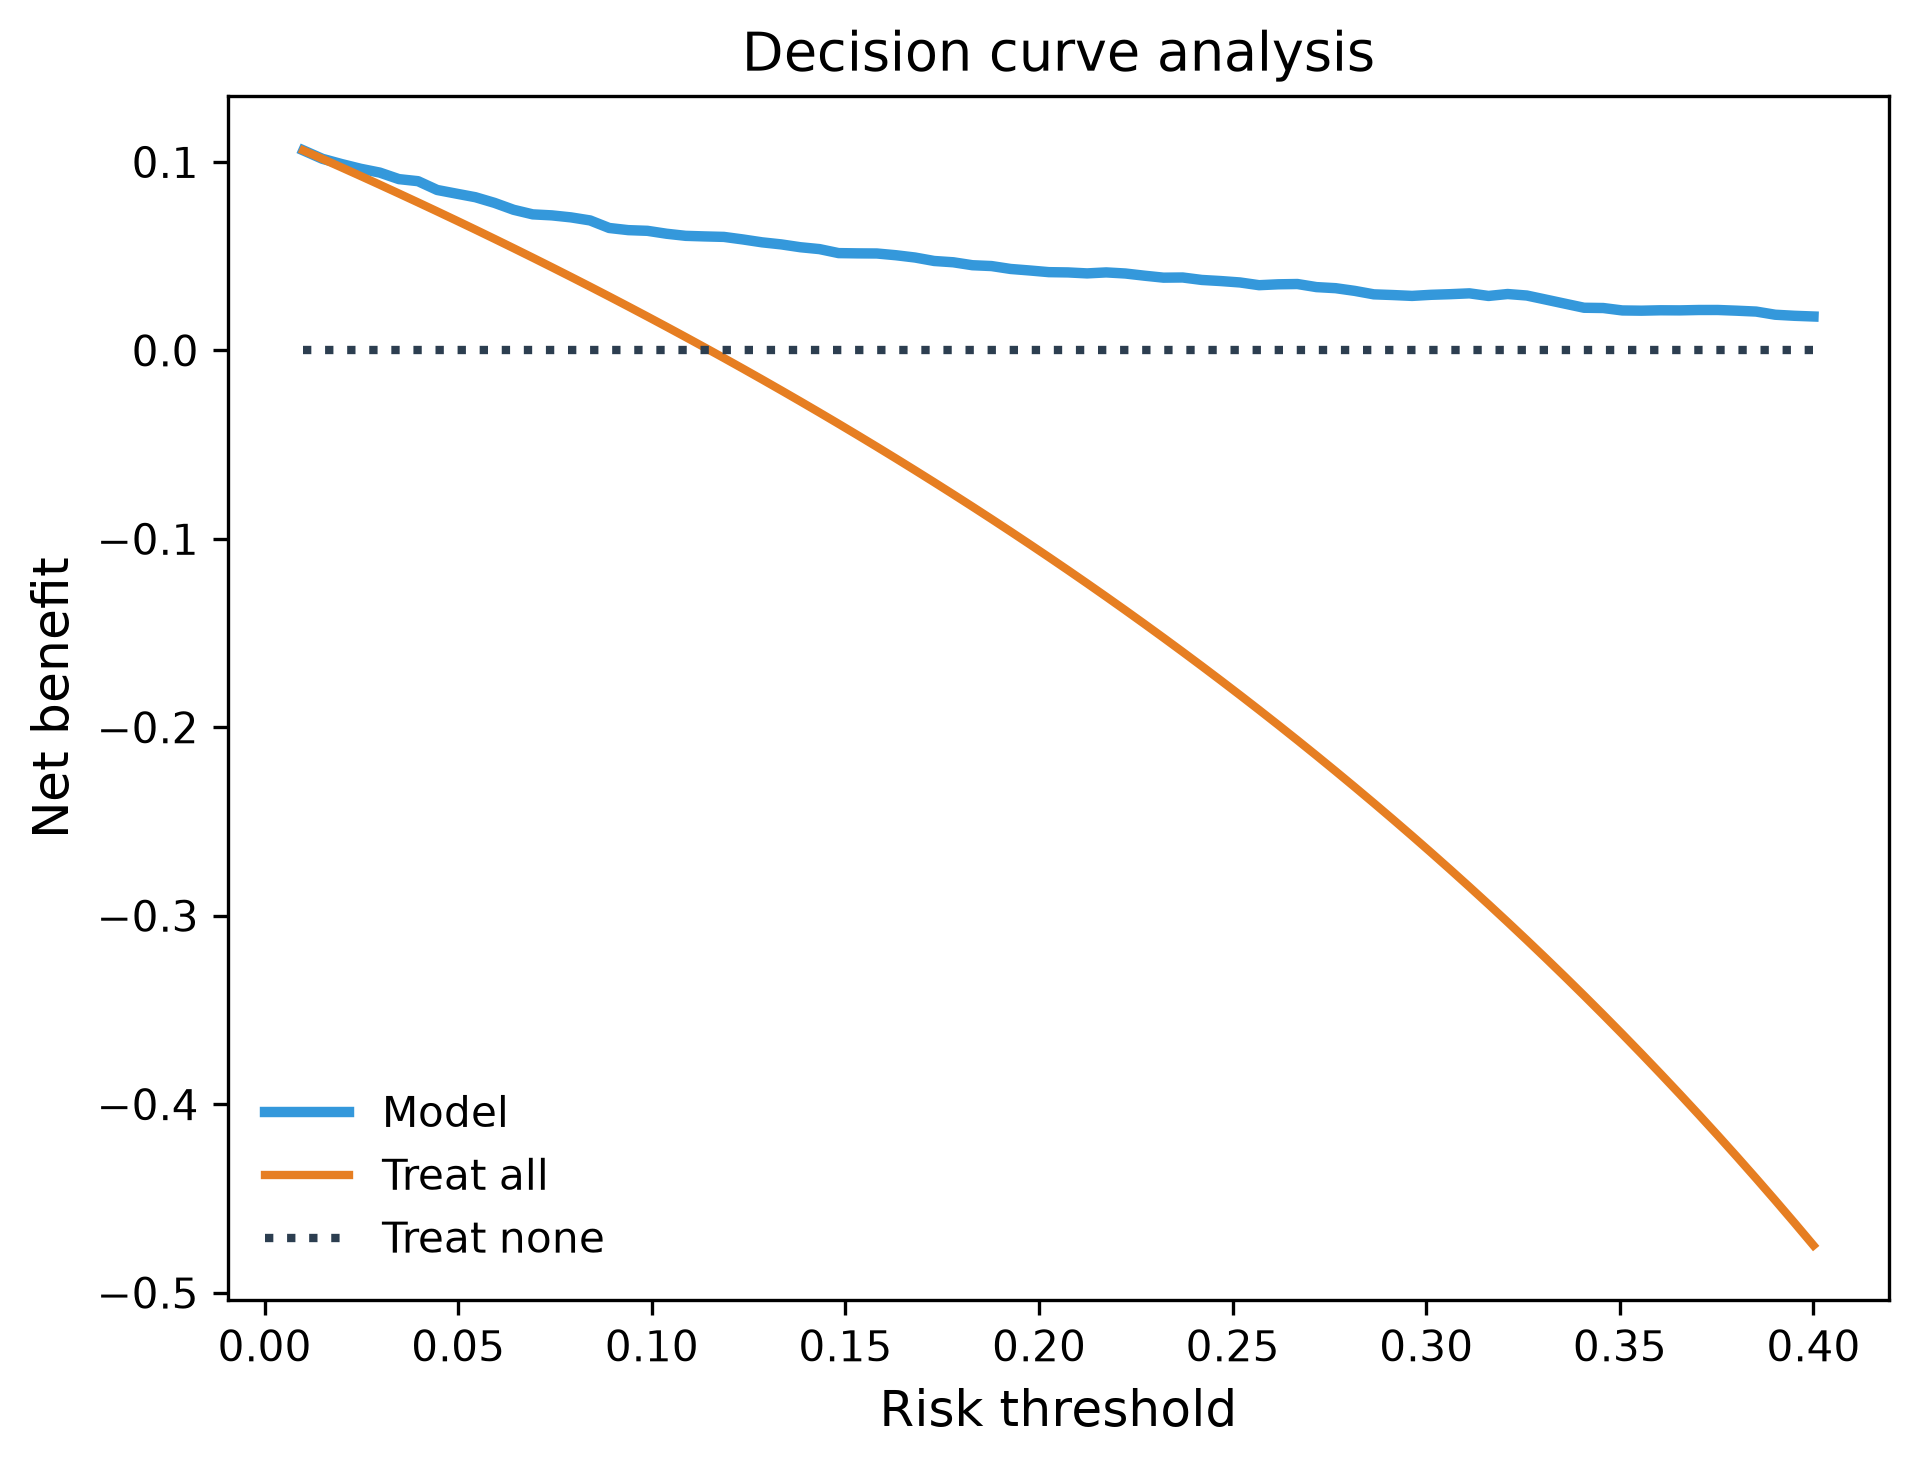 Decision curve analysis
Net benefit
0.1
0.0
−0.1
−0.2
−0.3
−0.4
−0.5
Model
Treat all
Treat none
0.00 0.05 0.10 0.15 0.20 0.25 0.30 0.35 0.40
Risk threshold